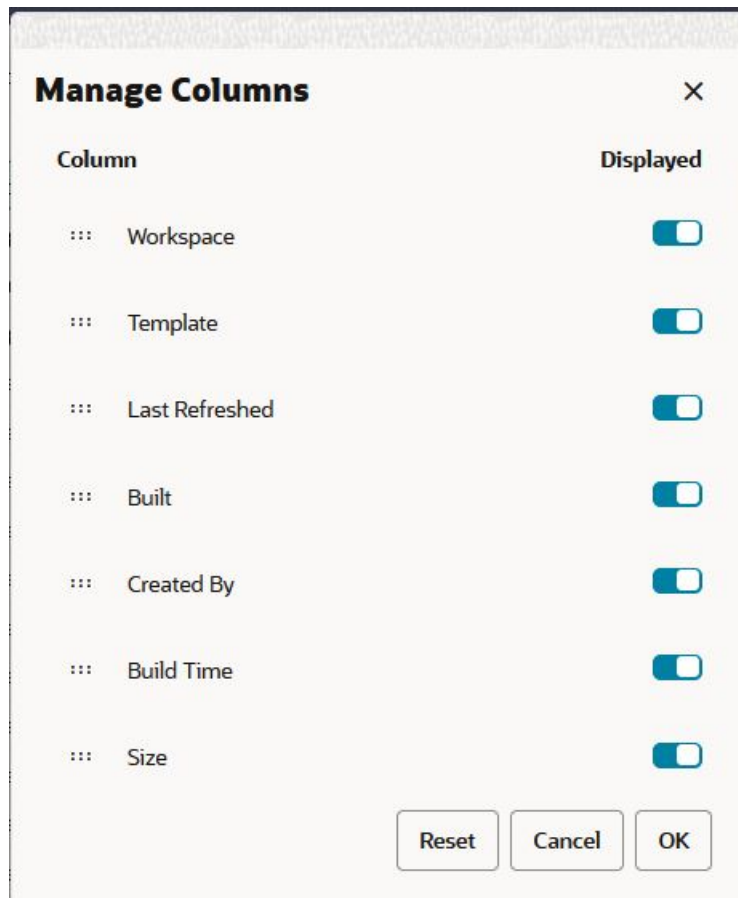 Manage Columns
Column Displayed
Workspace
Template
Last Refreshed
Built
Created By
Build Time
Size
Reset Cancel OK